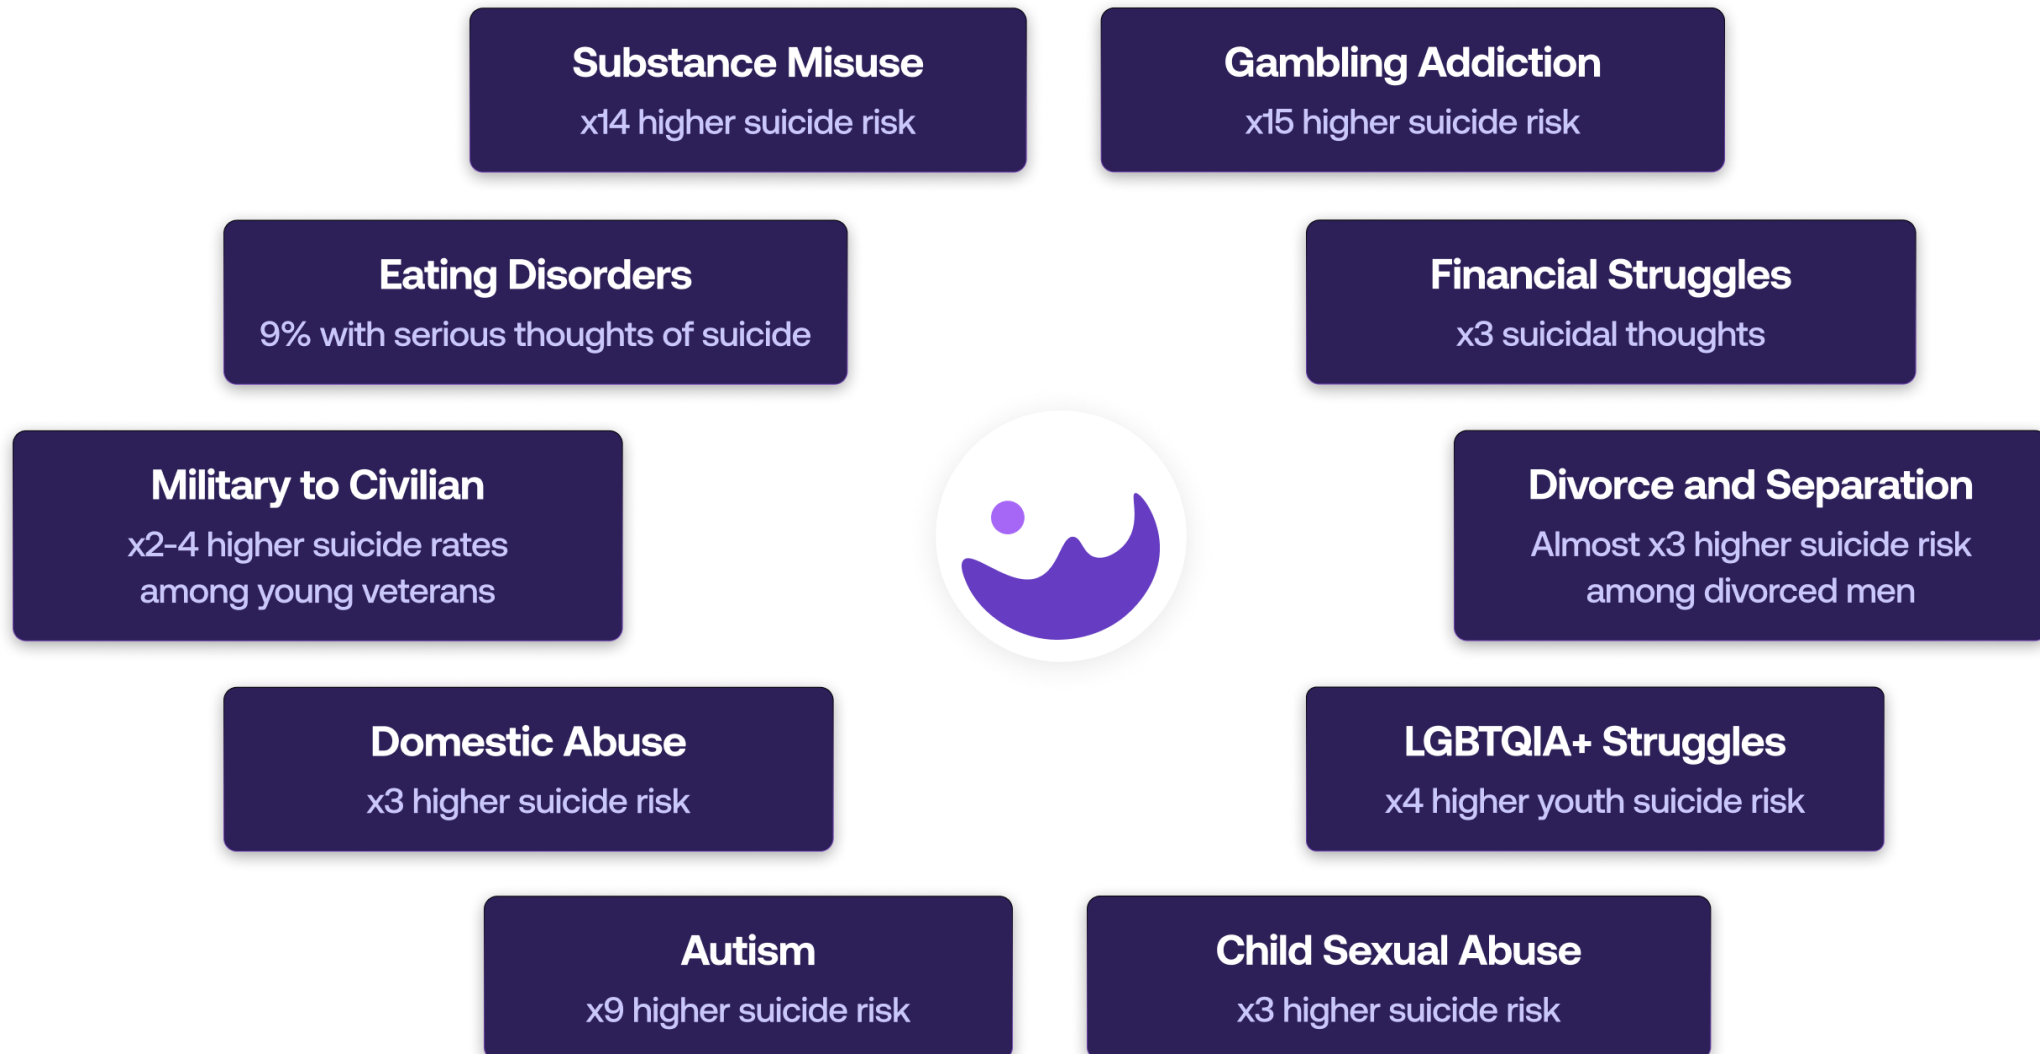 Substance Misuse
x14 higher suicide risk
Gambling Addiction
x15 higher suicide risk
Eating Disorders
9% with serious thoughts of suicide
Financial Struggles
x3 suicidal thoughts
Military to Civilian
x2-4 higher suicide rates
among young veterans
Divorce and Separation
Almost x3 higher suicide risk
among divorced men
Domestic Abuse
x3 higher suicide risk
LGBTQIA+ Struggles
x4 higher youth suicide risk
Autism
x9 higher suicide risk
Child Sexual Abuse
x3 higher suicide risk